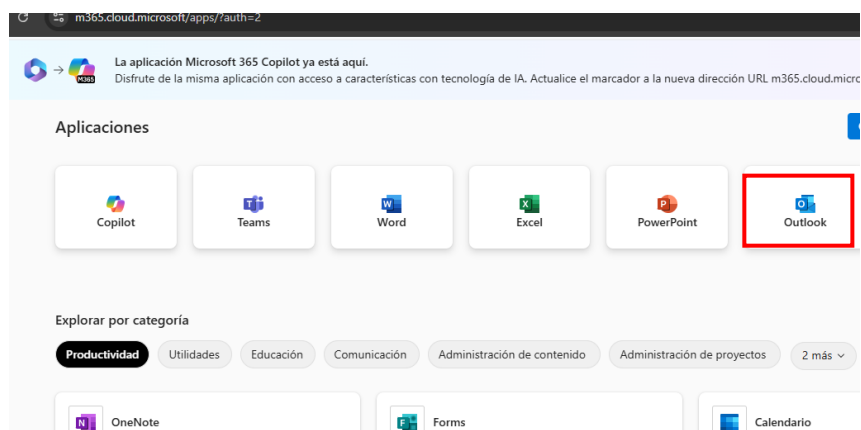 m365.cloud.microsoft/apps/?auth=2
La aplicación Microsoft 365 Copilot ya está aquí.
M365
Disfrute de la misma aplicación con acceso a características con tecnología de IA. Actualice el marcador a la nueva dirección URL m365.cloud.micro
Aplicaciones
Copilot
Teams
Word
Excel
PowerPoint
Outlook
Explorar por categoría
Productividad
Utilidades
Educación
Comunicación
Administración de contenido
Administración de proyectos
2 más
OneNote
Forms
Calendario